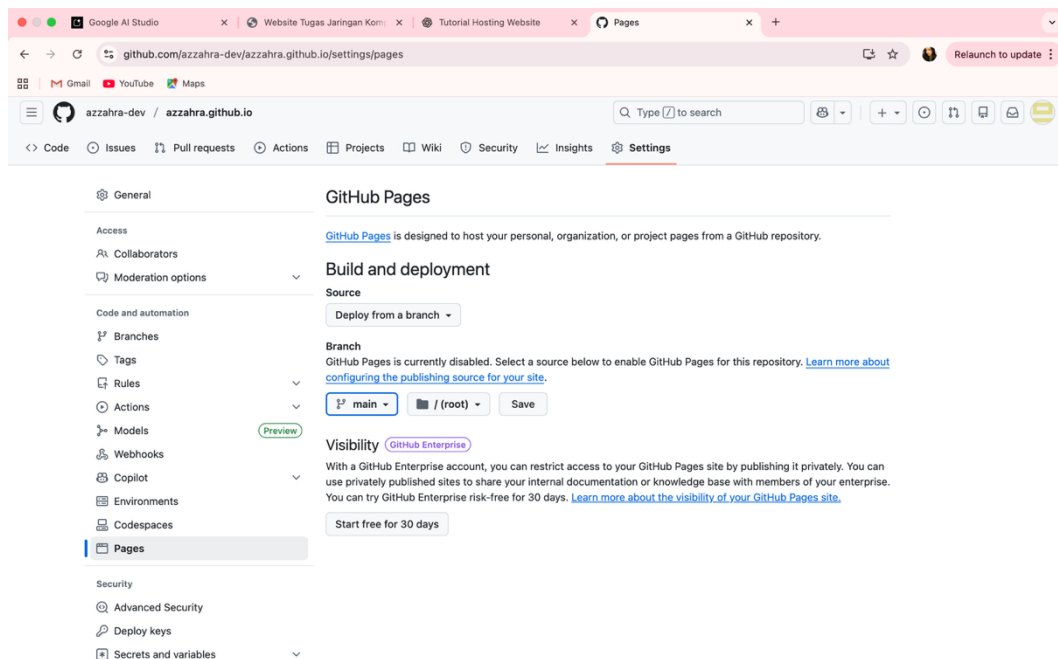 Google AI Studio
Website Tugas Jaringan Kom
Tutorial Hosting Website
Pages
github.com/azzahra-dev/azzahra.github.io/settings/pages
Relaunch to update
Gmail
YouTube
Maps
azzahra-dev / azzahra.github.io
Type / to search
Code
Issues
Pull requests
Actions
Projects
Wiki
Security
Insights
Settings
General
Access
Collaborators
Moderation options
Code and automation
Branches
Tags
Rules
Actions
Models
Preview
Webhooks
Copilot
Environments
Codespaces
Pages
Security
Advanced Security
Deploy keys
Secrets and variables
GitHub Pages
GitHub Pages is designed to host your personal, organization, or project pages from a GitHub repository.
Build and deployment
Source
Deploy from a branch
Branch
GitHub Pages is currently disabled. Select a source below to enable GitHub Pages for this repository. Learn more about
configuring the publishing source for your site.
main
/ (root)
Save
Visibility GitHub Enterprise
With a GitHub Enterprise account, you can restrict access to your GitHub Pages site by publishing it privately. You can
use privately published sites to share your internal documentation or knowledge base with members of your enterprise.
You can try GitHub Enterprise risk-free for 30 days. Learn more about the visibility of your GitHub Pages site.
Start free for 30 days